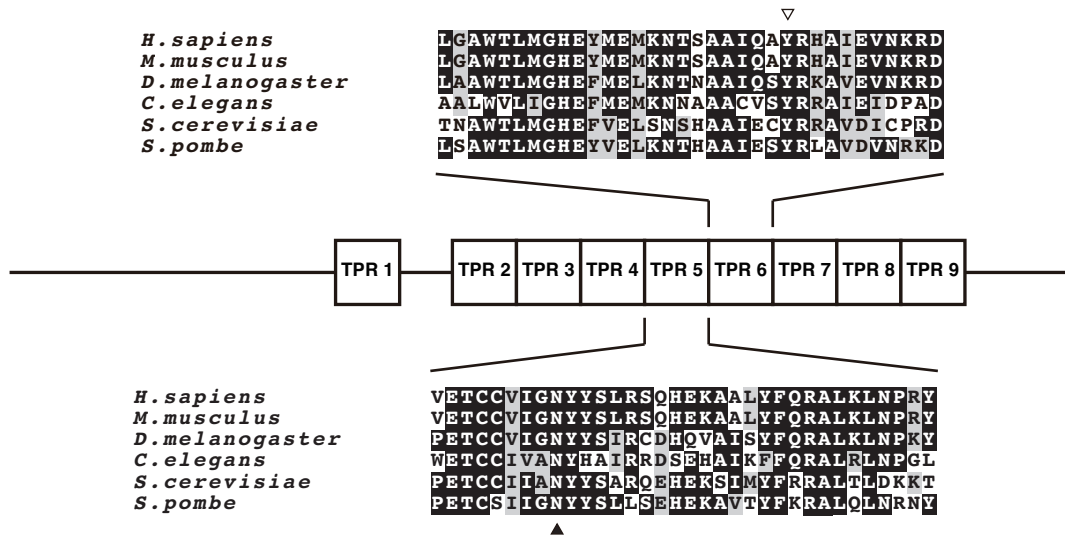 H.sapiens LGAWTLMGHEYMEMKNTSAAIQAYRHAIEVNKRD
M.musculus LGAWTLMGHEYMEMKNTSAAIQAYRHAIEVNKRD
D.melanogaster LAAWTLMGHEFMELKNTNAAIQSYRKAVEVNKRD
C.elegans AALWVLIGHEFMEMKNNAAACVSYRRAIEIDPAD
S.cerevisiae TNAWTLMGHEFVELSNSHAAIECYRRAVDICPRD
S.pombe LSAWTLMGHEYVELKNTHAAIESYRLAVDVNRKD
TPR 1 TPR 2 TPR 3 TPR 4 TPR 5 TPR 6 TPR 7 TPR 8 TPR 9
H.sapiens VETCCVIGNYYSLRSQHEKAALYFQRALKLNPRY
M.musculus VETCCVIGNYYSLRSQHEKAALYFQRALKLNPRY
D.melanogaster PETCCVIGNYYSIRCDHQVAISYFQRALKLNPKY
C.elegans WETCCIVANYHAIRRDSEHAIKFFQRALRLNPGL
S.cerevisiae PETCCIIANYYSARQEHEKSIMYFRRALTLDKKT
S.pombe PETCSIIGNYYSLLSEHEKAVTYFKRALQLNRNY